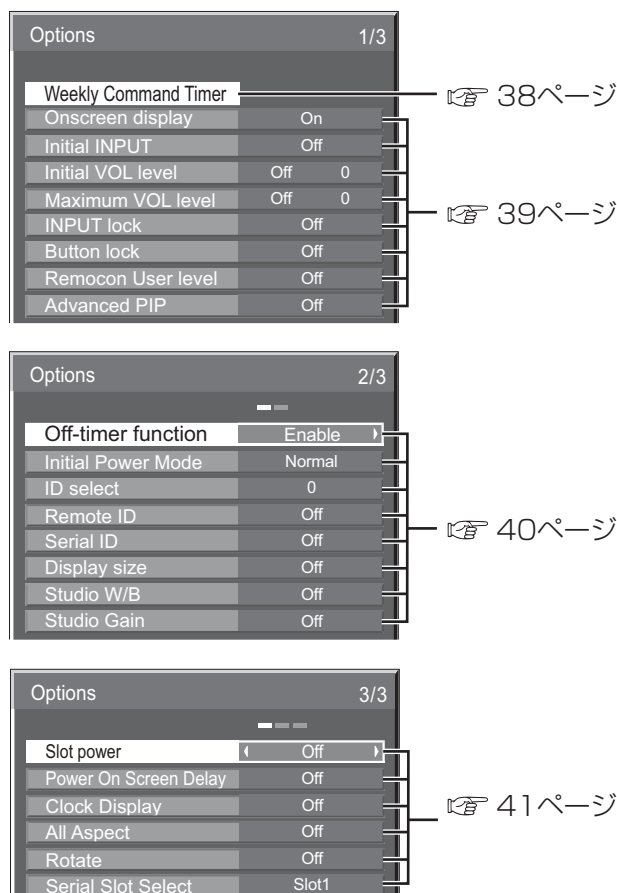 Options 1/3
Weekly Command Timer ☞ 38ページ
Onscreen display On
Initial INPUT Off
Initial VOL level Off 0
Maximum VOL level Off 0
☞ 39ページ
INPUT lock Off
Button lock Off
Remocon User level Off
Advanced PIP Off
Options 2/3
Off-timer function Enable
Initial Power Mode Normal
ID select 0
Remote ID Off
☞ 40ページ
Serial ID Off
Display size Off
Studio W/B Off
Studio Gain Off
Options 3/3
Slot power Off
Power On Screen Delay Off
Clock Display Off
☞ 41ページ
All Aspect Off
Rotate Off
Serial Slot Select Slot1